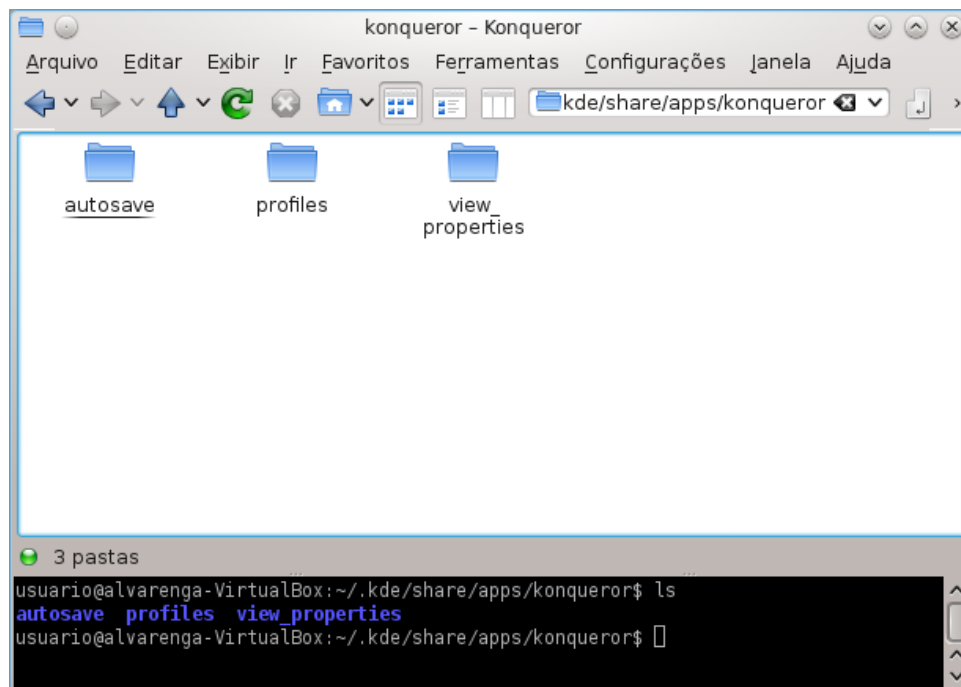 konqueror – Konqueror
Arquivo Editar Exibir Ir Favoritos Ferramentas Configurações Janela Ajuda
kde/share/apps/konqueror
autosave profiles view_
properties
3 pastas
usuario@alvarenga-VirtualBox:~/.kde/share/apps/konqueror$ ls
autosave profiles view_properties
usuario@alvarenga-VirtualBox:~/.kde/share/apps/konqueror$